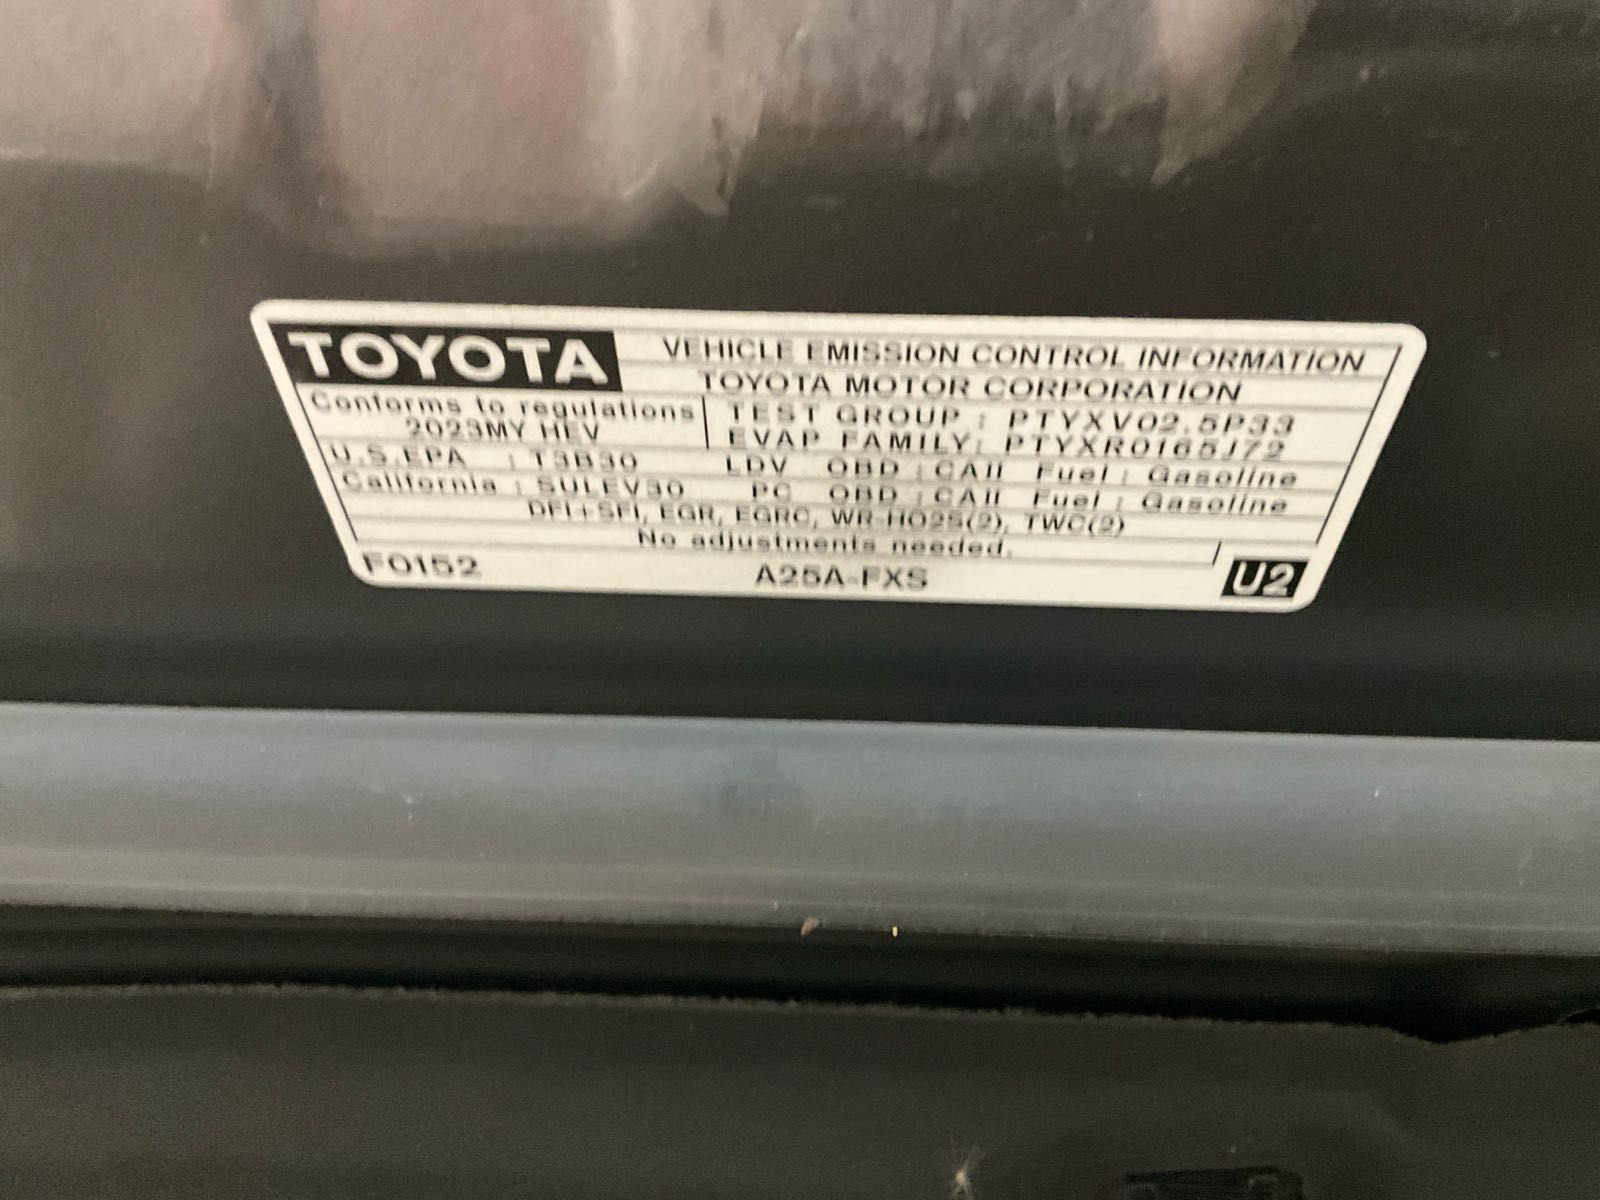 TOYOTA
VEHICLE EMISSION CONTROL INFORMATION
TOYOTA MOTOR CORPORATION
Conforms to regulations
2023MY HEV
TEST GROUP : PTYXV02.5P33
EVAP FAMILY: PTYXR0165J72
U.S.EPA : T3B30 LDV OBD : CAII Fuel : Gasoline
California : SULEV30 PC OBD : CAII Fuel : Gasoline
DFI+SFI, EGR, EGRC, WR-HO2S(2), TWC(2)
No adjustments needed.
F0152 A25A-FXS U2